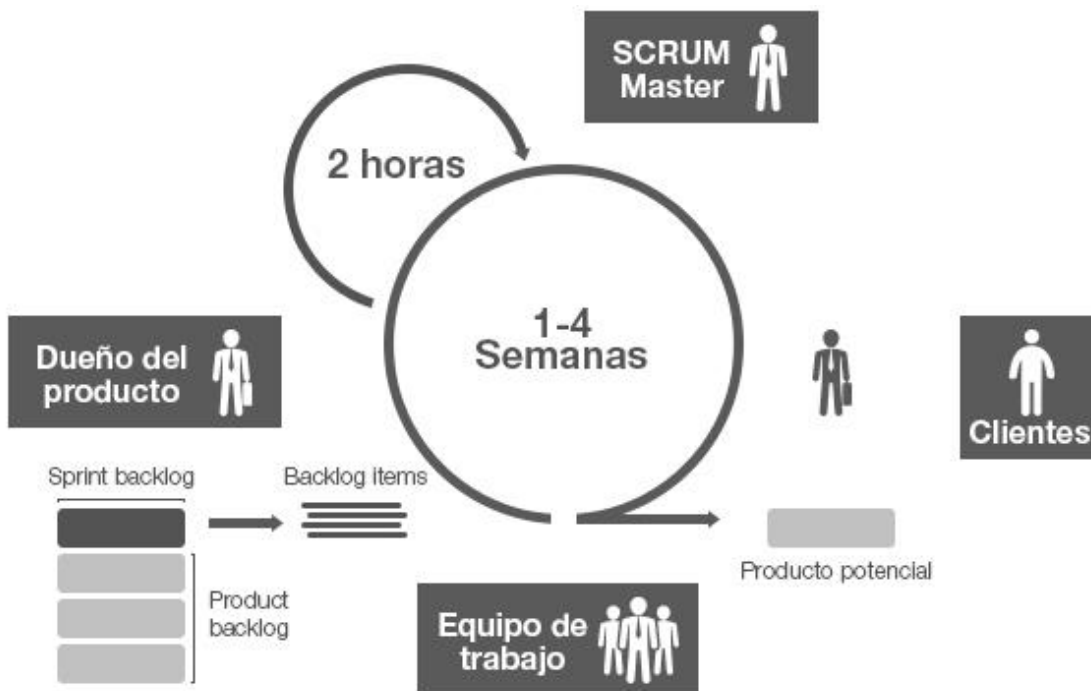 SCRUM
Master
2 horas
1-4
Semanas
Dueño del
producto
Clientes
Sprint backlog
Backlog items
Product
backlog
Producto potencial
Equipo de
trabajo